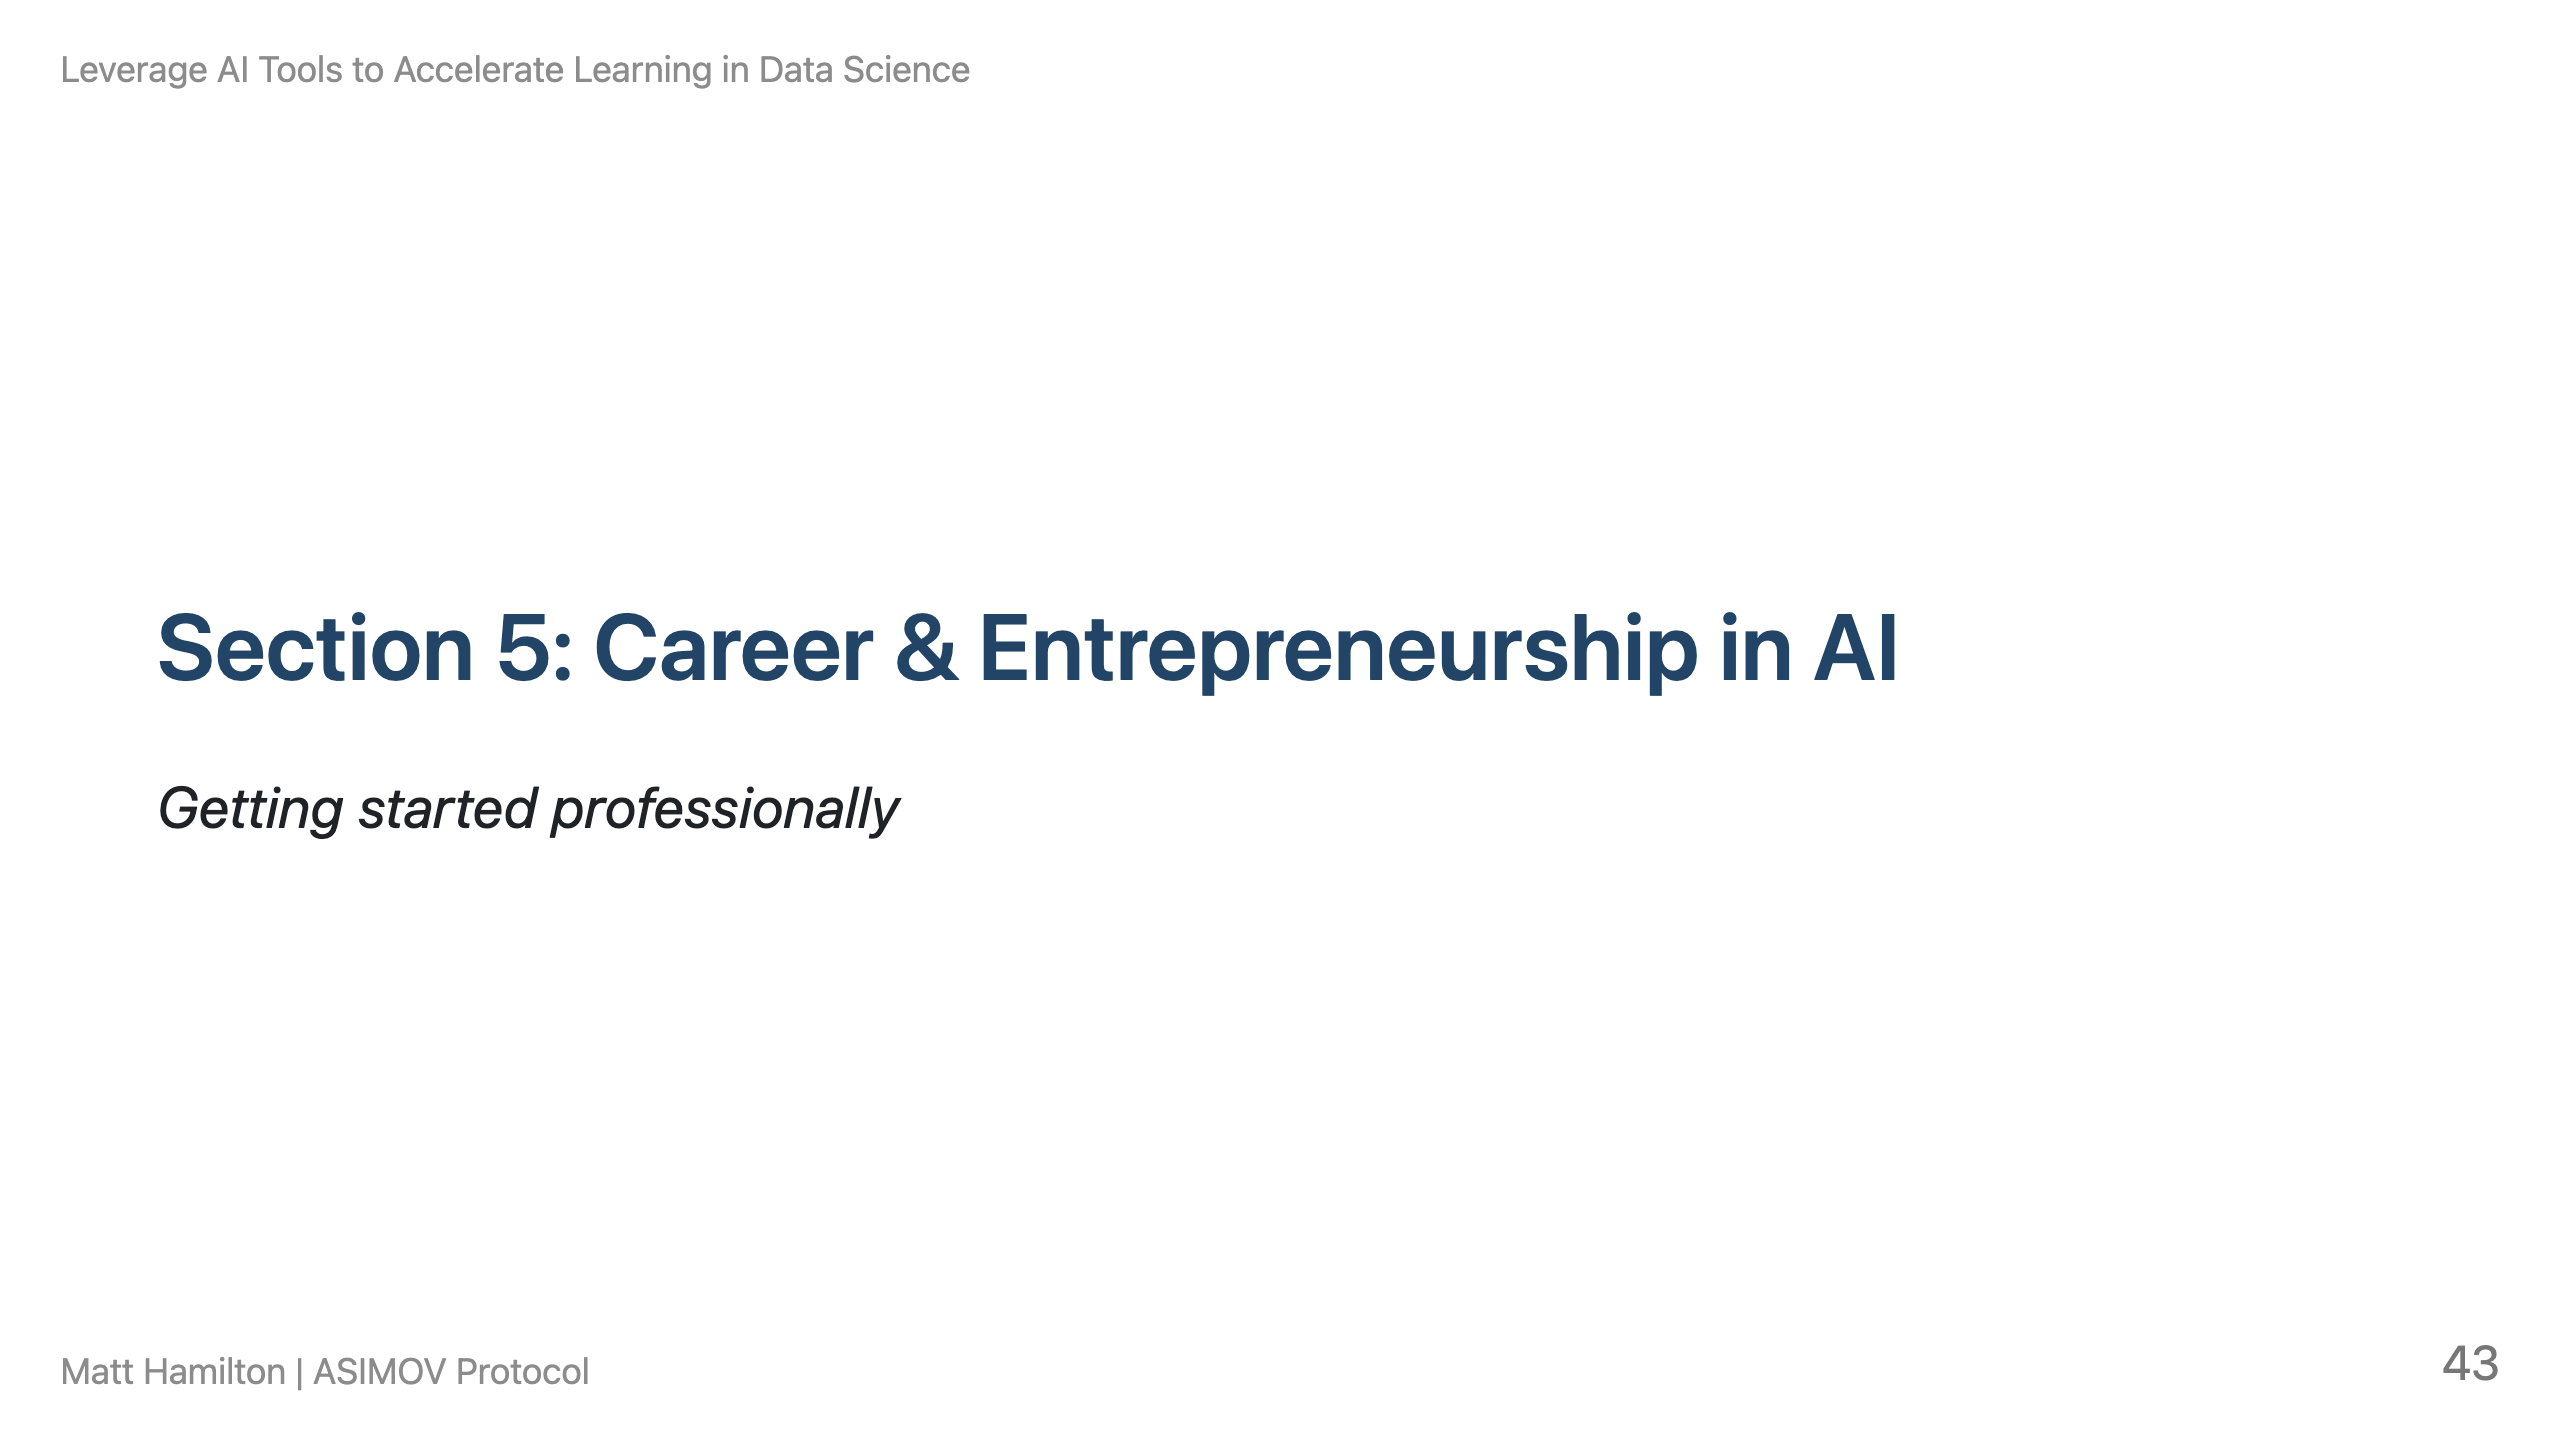 Leverage AI Tools to Accelerate Learning in Data Science
Section 5: Career & Entrepreneurship in AI
Getting started professionally
Matt Hamilton | ASIMOV Protocol
43